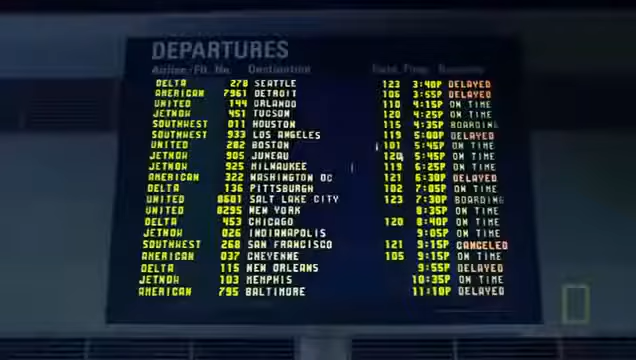 DEPARTURES
Airline/Flt. No. Destination Gate Time Remarks
DELTA 278 SEATTLE 123 3:40P DELAYED
AMERICAN 7961 DETROIT 106 3:55P DELAYED
UNITED 144 ORLANDO 110 4:15P ON TIME
JETNOW 451 TUCSON 120 4:25P ON TIME
SOUTHWEST 011 HOUSTON 115 4:35P BOARDING
SOUTHWEST 933 LOS ANGELES 119 5:00P DELAYED
UNITED 282 BOSTON 101 5:45P ON TIME
JETNOW 905 JUNEAU 120 5:45P ON TIME
JETNOW 925 MILWAUKEE 119 6:25P ON TIME
AMERICAN 322 WASHINGTON DC 121 6:30P DELAYED
DELTA 136 PITTSBURGH 102 7:05P ON TIME
UNITED 8601 SALT LAKE CITY 123 7:30P BOARDING
UNITED 8295 NEW YORK 8:35P ON TIME
DELTA 453 CHICAGO 120 8:40P ON TIME
JETNOW 026 INDIANAPOLIS 9:05P ON TIME
SOUTHWEST 268 SAN FRANCISCO 121 9:15P CANCELED
AMERICAN 037 CHEYENNE 105 9:15P ON TIME
DELTA 115 NEW ORLEANS 9:55P DELAYED
JETNOW 103 MEMPHIS 10:35P ON TIME
AMERICAN 795 BALTIMORE 11:10P DELAYED